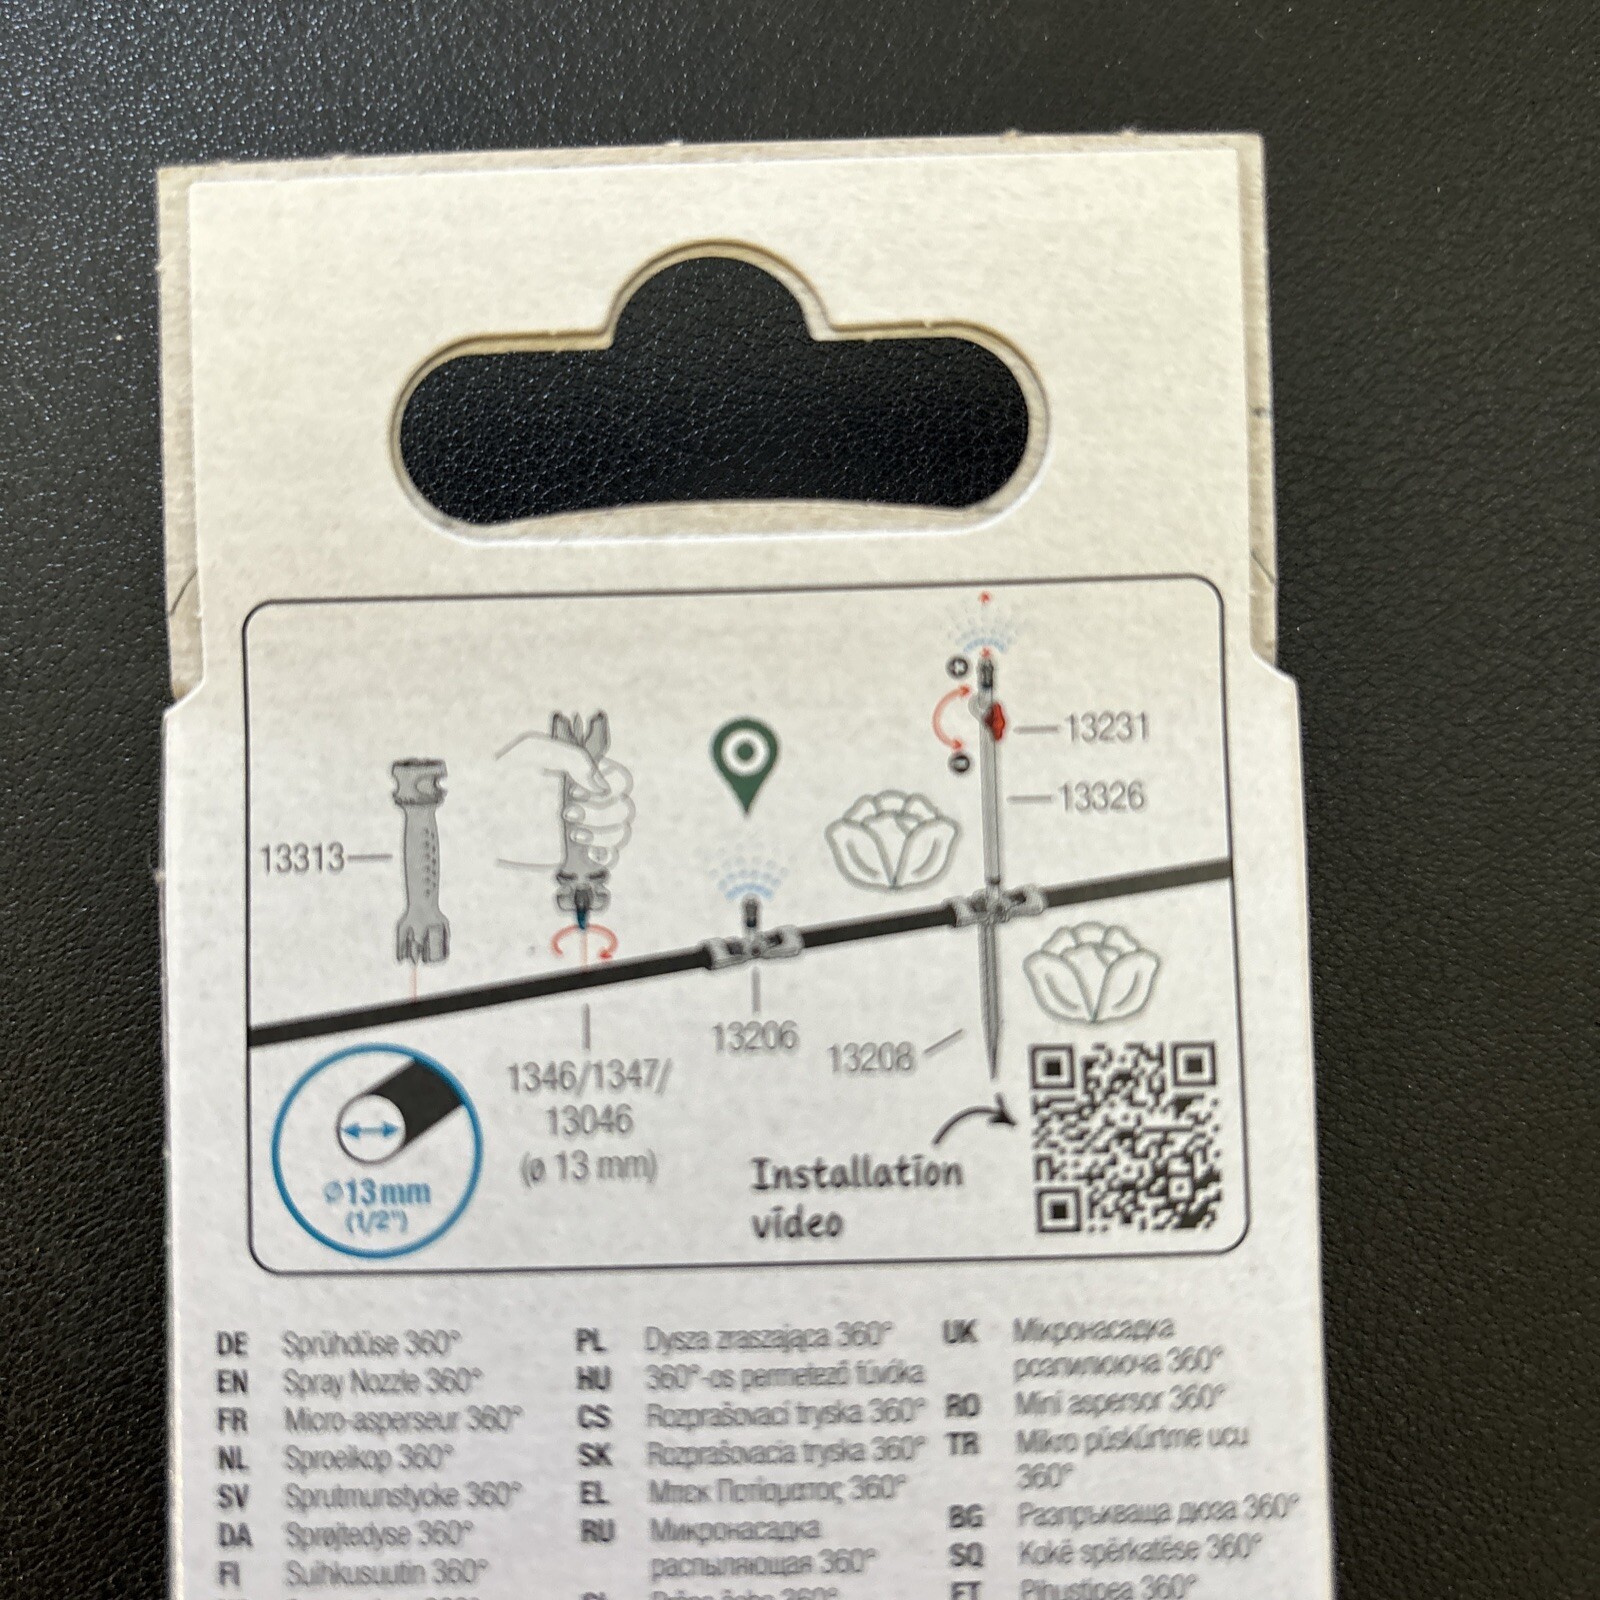 13231
13326
13313
13206
13208
1346/1347/
13046
(ø 13 mm)
Installation
video
Ø13mm
(1/2")
DE Sprühdüse 360°
EN Spray Nozzle 360°
FR Micro-asperseur 360°
NL Sproeikop 360°
SV Sprutmunstycke 360°
DA Sprøjtedyse 360°
FI Suihkusuutin 360°
PL Dysza zraszająca 360°
HU 360°-os permetező fúvóka
CS Rozprašovací tryska 360°
SK Rozprašovacia tryska 360°
EL Μπεκ Ποτίσματος 360°
RU Микронасадка
распыляющая 360°
UK Мікронасадка
розпилююча 360°
RO Mini aspersor 360°
TR Mikro püskürtme ucu
360°
BG Разпръкваща дюза 360°
SQ Kokë spërkatëse 360°
ET Pihustipea 360°